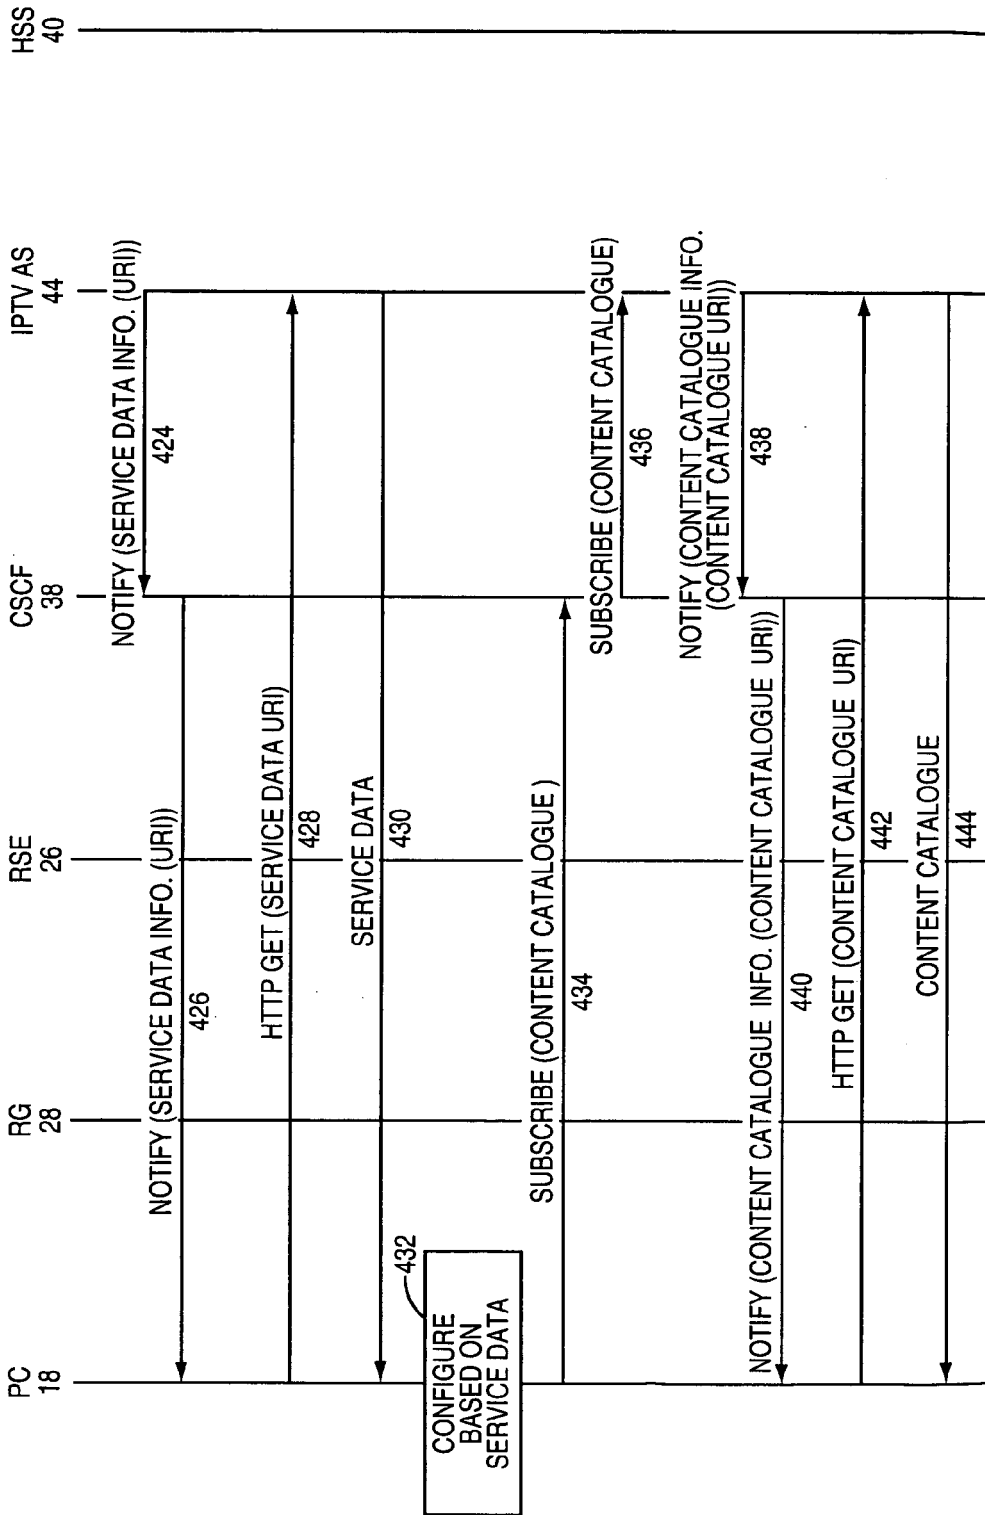 PC
18
RG
28
RSE
26
CSCF
38
IPTV AS
44
HSS
40
NOTIFY (SERVICE DATA INFO. (URI))
424
NOTIFY (SERVICE DATA INFO. (URI))
426
HTTP GET (SERVICE DATA URI)
428
SERVICE DATA
430
432
CONFIGURE
BASED ON
SERVICE DATA
SUBSCRIBE (CONTENT CATALOGUE )
434
SUBSCRIBE (CONTENT CATALOGUE)
436
NOTIFY (CONTENT CATALOGUE INFO.
(CONTENT CATALOGUE URI))
438
NOTIFY (CONTENT CATALOGUE INFO. (CONTENT CATALOGUE URI))
440
HTTP GET (CONTENT CATALOGUE URI)
442
CONTENT CATALOGUE
444